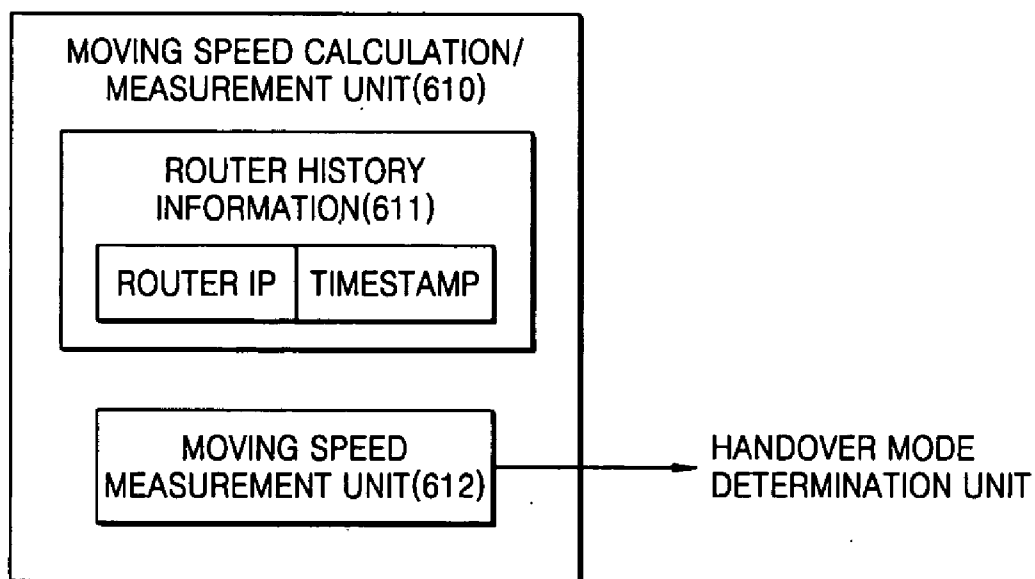 MOVING SPEED CALCULATION/
MEASUREMENT UNIT(610)
ROUTER HISTORY
INFORMATION(611)
ROUTER IP TIMESTAMP
MOVING SPEED
MEASUREMENT UNIT(612)
HANDOVER MODE
DETERMINATION UNIT